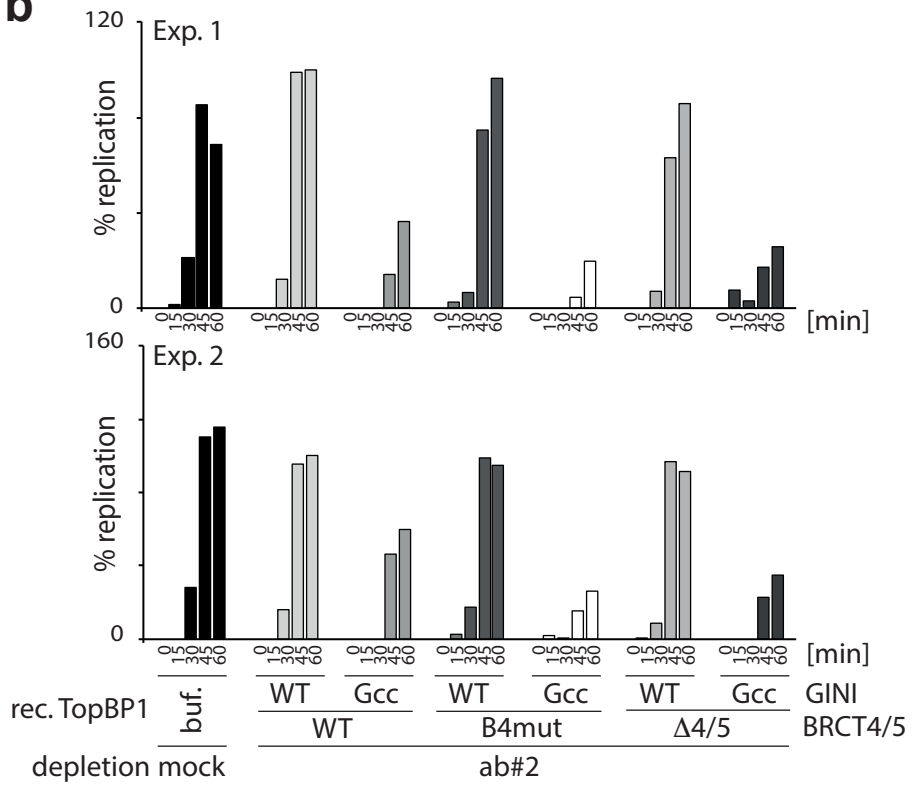 b
120
Exp. 1
% replication
0
0 15 30 45 60 0 15 30 45 60 0 15 30 45 60 0 15 30 45 60 0 15 30 45 60 0 15 30 45 60 0 15 30 45 60 [min]
160
Exp. 2
% replication
0
0 15 30 45 60 0 15 30 45 60 0 15 30 45 60 0 15 30 45 60 0 15 30 45 60 0 15 30 45 60 0 15 30 45 60 [min]
rec. TopBP1 buf. WT Gcc WT Gcc WT Gcc GINI
WT B4mut Δ4/5 BRCT4/5
depletion mock ab#2